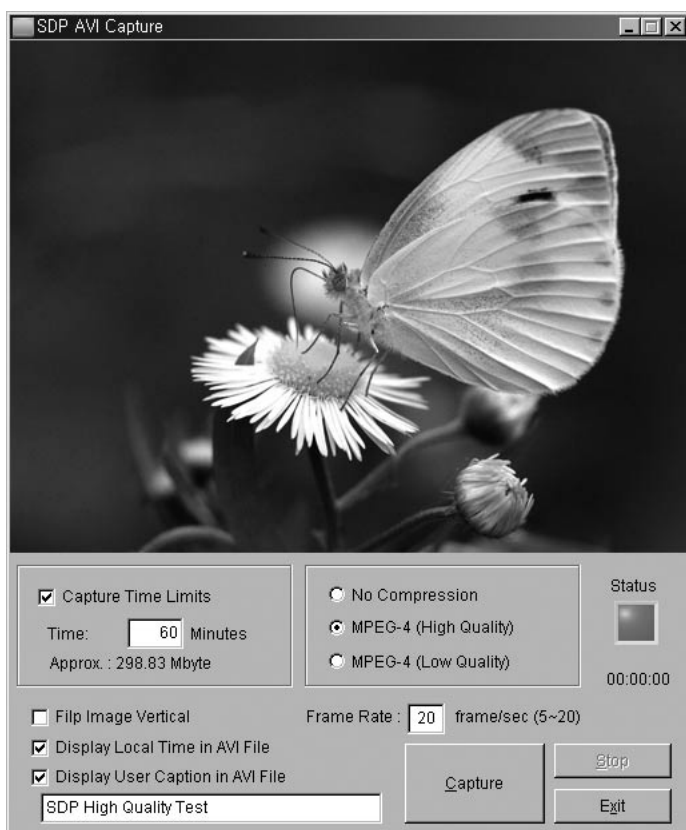 SDP AVI Capture
Capture Time Limits
Time: 60 Minutes
Approx. : 298.83 Mbyte
No Compression
MPEG-4 (High Quality)
MPEG-4 (Low Quality)
Status
00:00:00
Filp Image Vertical
Frame Rate : 20 frame/sec (5~20)
Display Local Time in AVI File
Display User Caption in AVI File
SDP High Quality Test
Capture
Stop
Exit